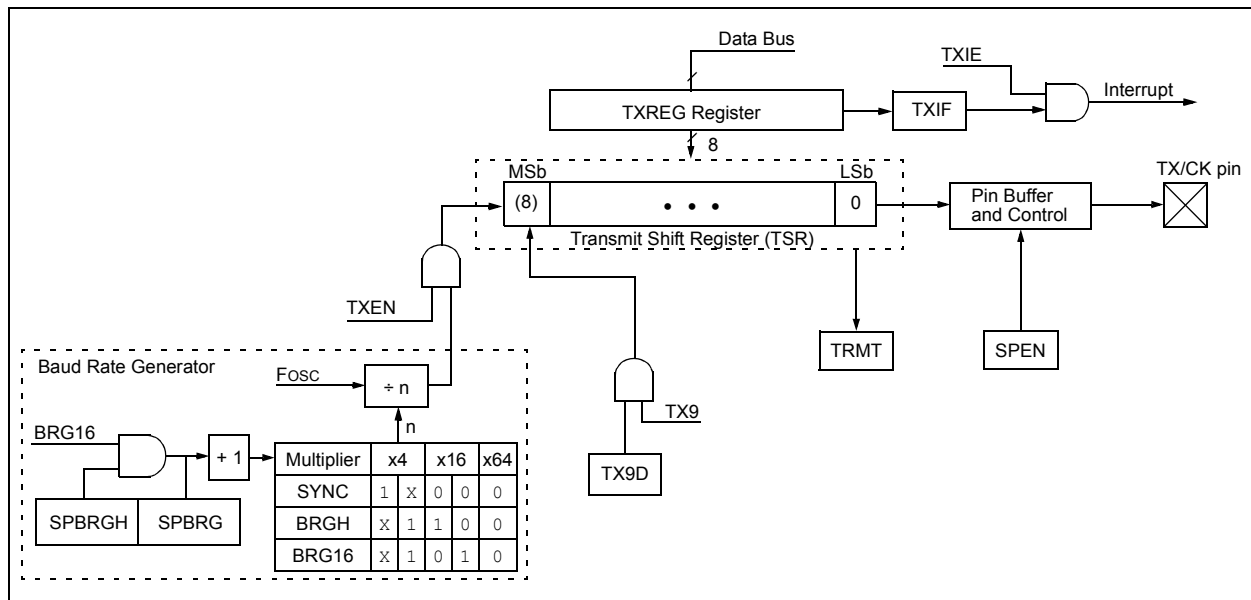 Data Bus
TXIE
Interrupt
TXREG Register
TXIF
8
MSb
LSb
TX/CK pin
(8)
• • •
0
Pin Buffer
and Control
Transmit Shift Register (TSR)
TXEN
TRMT
SPEN
Baud Rate Generator
FOSC
÷ n
TX9
n
BRG16
+ 1
Multiplier x4 x16 x64
TX9D
SYNC 1 X 0 0 0
SPBRGH SPBRG
BRGH X 1 1 0 0
BRG16 X 1 0 1 0